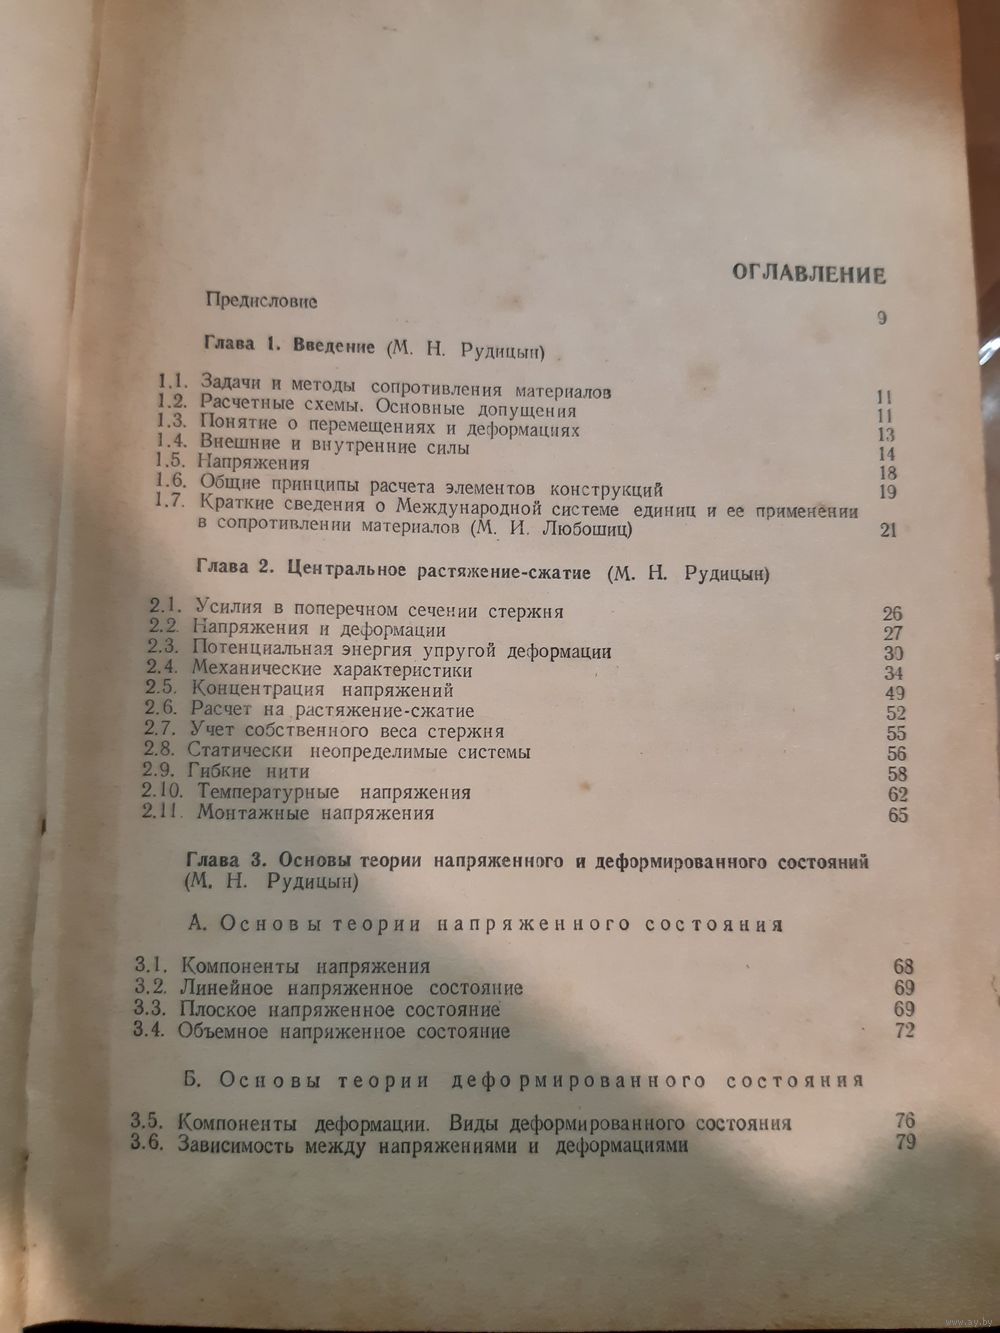 ОГЛАВЛЕНИЕ
Предисловие 9
Глава 1. Введение (М. Н. Рудицын)
1.1. Задачи и методы сопротивления материалов 11
1.2. Расчетные схемы. Основные допущения 11
1.3. Понятие о перемещениях и деформациях 13
1.4. Внешние и внутренние силы 14
1.5. Напряжения 18
1.6. Общие принципы расчета элементов конструкций 19
1.7. Краткие сведения о Международной системе единиц и ее применении
в сопротивлении материалов (М. И. Любошиц) 21
Глава 2. Центральное растяжение-сжатие (М. Н. Рудицын)
2.1. Усилия в поперечном сечении стержня 26
2.2. Напряжения и деформации 27
2.3. Потенциальная энергия упругой деформации 30
2.4. Механические характеристики 34
2.5. Концентрация напряжений 49
2.6. Расчет на растяжение-сжатие 52
2.7. Учет собственного веса стержня 55
2.8. Статически неопределимые системы 56
2.9. Гибкие нити 58
2.10. Температурные напряжения 62
2.11. Монтажные напряжения 65
Глава 3. Основы теории напряженного и деформированного состояний
(М. Н. Рудицын)
А. Основы теории напряженного состояния
3.1. Компоненты напряжения 68
3.2. Линейное напряженное состояние 69
3.3. Плоское напряженное состояние 69
3.4. Объемное напряженное состояние 72
Б. Основы теории деформированного состояния
3.5. Компоненты деформации. Виды деформированного состояния 76
3.6. Зависимость между напряжениями и деформациями 79
www.ay.by